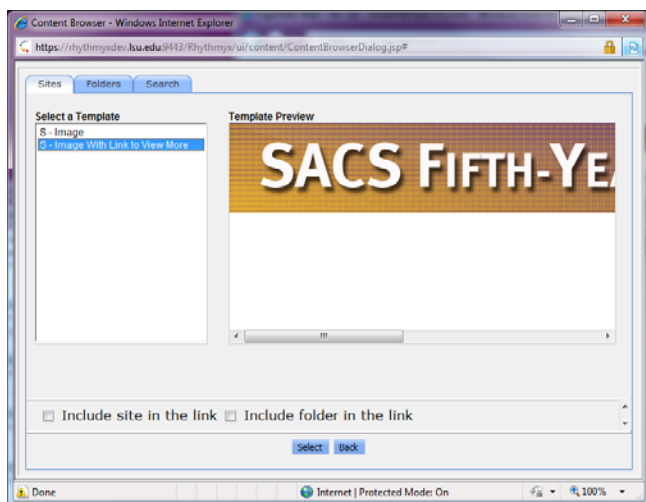 Content Browser - Windows Internet Explorer
https://rhythmyxdev.lsu.edu:9443/Rhythmyx/ui/content/ContentBrowserDialog.jsp#
Sites Folders Search
Select a Template Template Preview
S - Image
S - Image With Link to View More
SACS FIFTH-YEA
Include site in the link Include folder in the link
Select Back
Done Internet | Protected Mode: On 100%